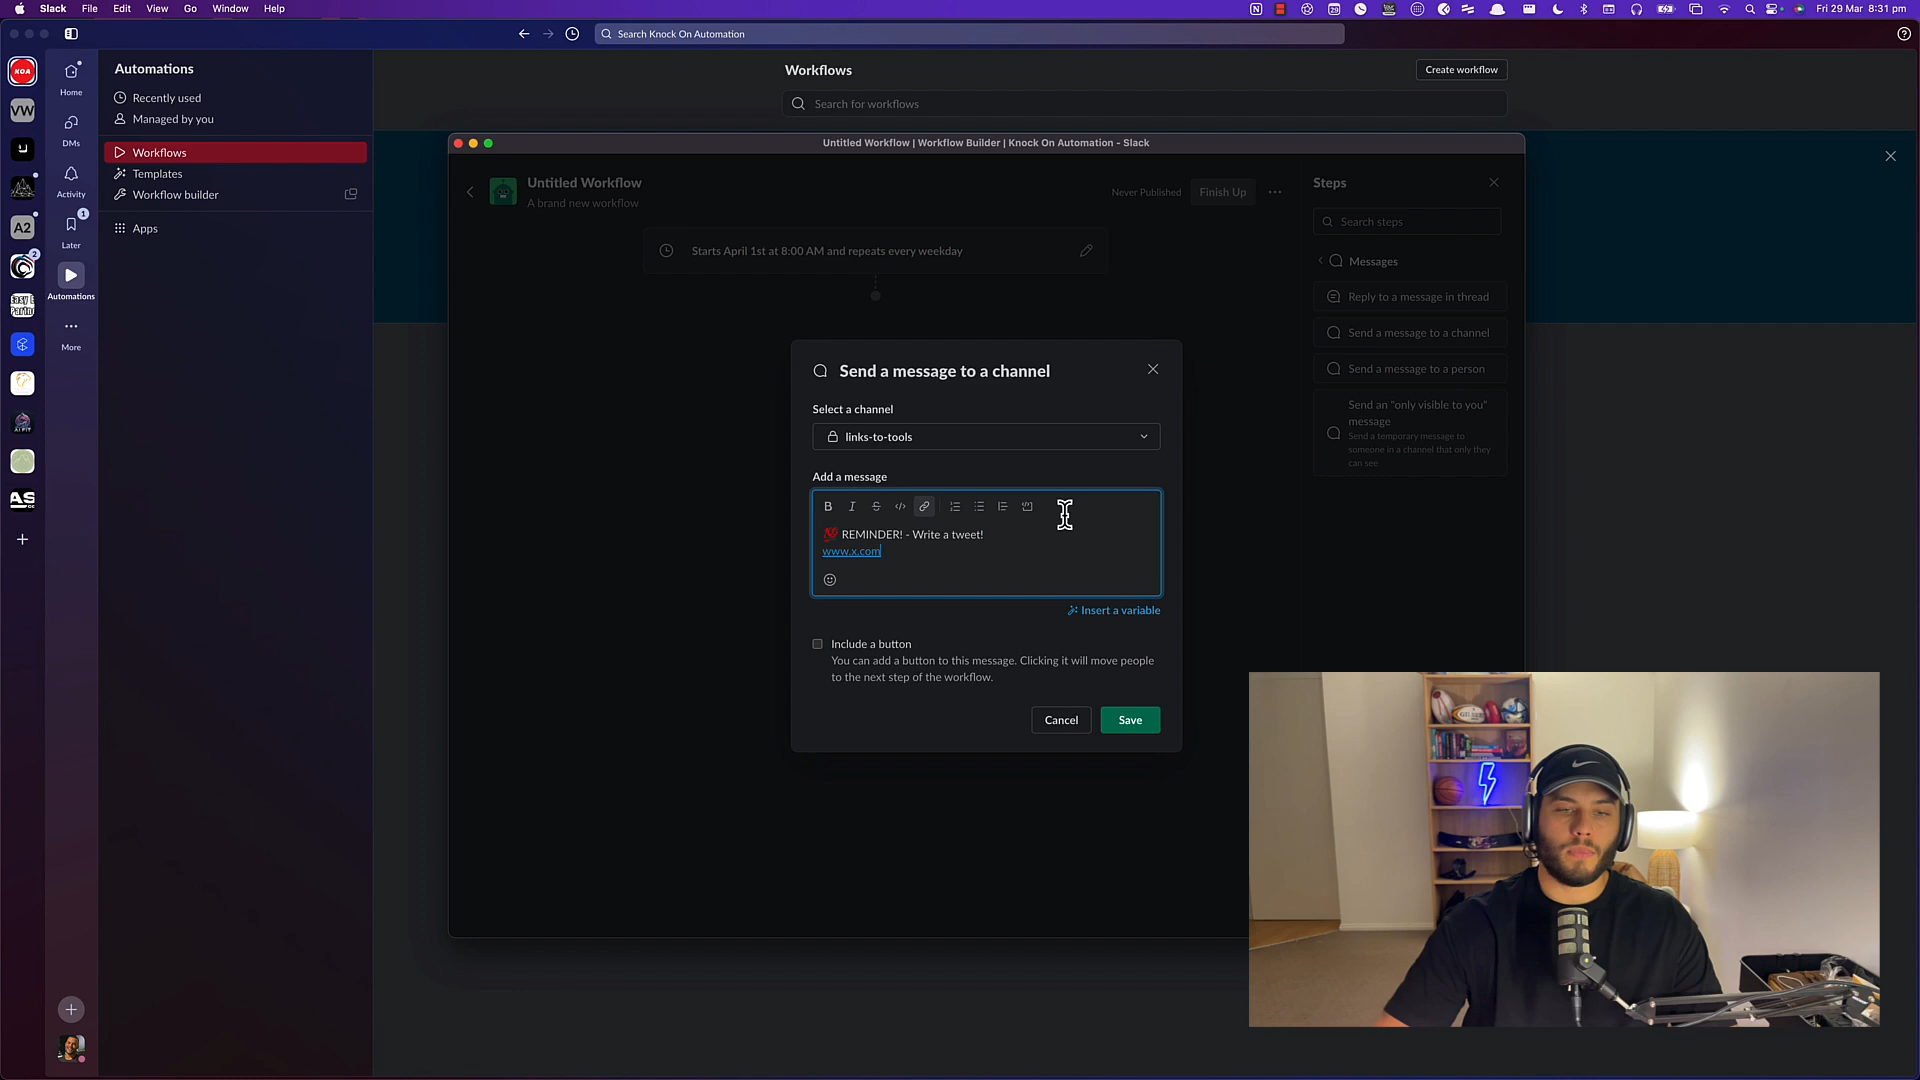 Slack File Edit View Go Window Help
Fri 29 Mar 8:31 pm
Search Knock On Automation
KOA
VW
A2
2
AS
Home
DMs
Activity
1
Later
Automations
More
Automations
Recently used
Managed by you
Workflows
Templates
Workflow builder
Apps
Workflows
Create workflow
Search for workflows
Untitled Workflow | Workflow Builder | Knock On Automation - Slack
Untitled Workflow
A brand new workflow
Never Published
Finish Up
Starts April 1st at 8:00 AM and repeats every weekday
Steps
Search steps
Messages
Reply to a message in thread
Send a message to a channel
Send a message to a person
Send an "only visible to you"
message
Send a temporary message to
someone in a channel that only they
can see
Send a message to a channel
Select a channel
links-to-tools
Add a message
💯 REMINDER! - Write a tweet!
www.x.com
Insert a variable
Include a button
You can add a button to this message. Clicking it will move people
to the next step of the workflow.
Cancel
Save